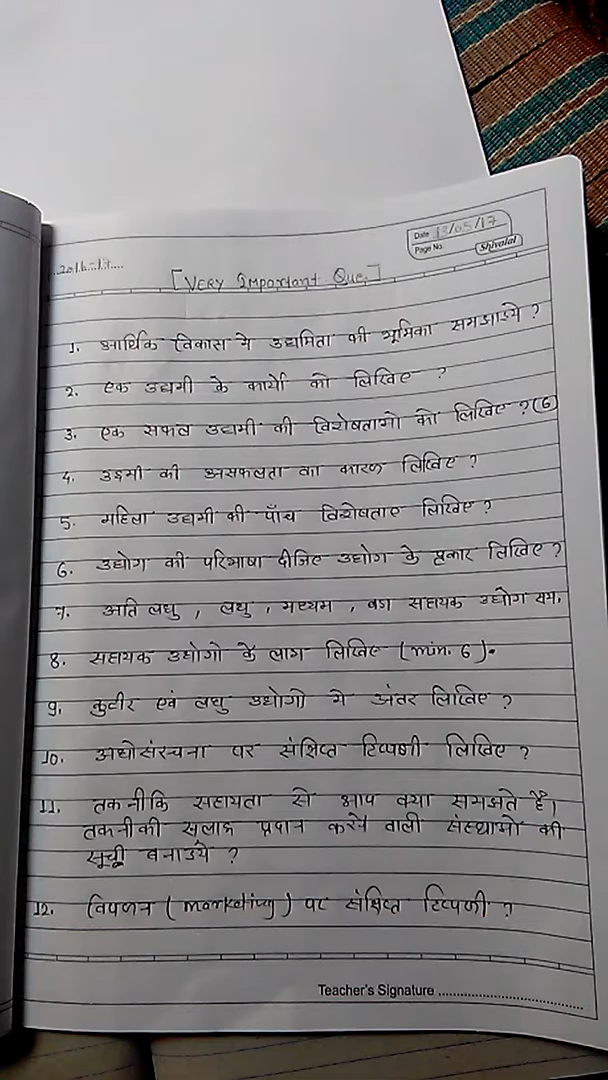 Date 13/05/17
Page No.
Shivalal
2016-17....
[VERY Important Que.]
1. आर्थिक विकास मे उद्यमिता की भूमिका समझाइये ?
2. एक उद्यमी के कार्यो को लिखिए ?
3. एक सफल उद्यमी की विशेषतागो को लिखिए ? (6)
4. उद्यमी की असफलता का कारण लिखिए ?
5. महिला उद्यमी की पाँच विशेषताए लिखिए ?
6. उद्योग की परिभाषा दीजिए उद्योग के प्रकार लिखिए ?
7. अति लघु , लघु , मध्यम , बडा सहायक उद्योग सम.
8. सहायक उद्योगो के लाभ लिखिए (min. 6).
9. कुटीर एवं लघु उद्योगो मे अंतर लिखिए ?
10. अधोसंरचना पर संक्षिप्त टिप्पणी लिखिए ?
11. तकनीकि सहायता से आप क्या समझते है।
तकनीकी सलाह प्रदान करने वाली संस्थाओ की
सूची बनाइये ?
12. विपणन (marketing) पर संक्षिप्त टिप्पणी ?
Teacher's Signature ..............................